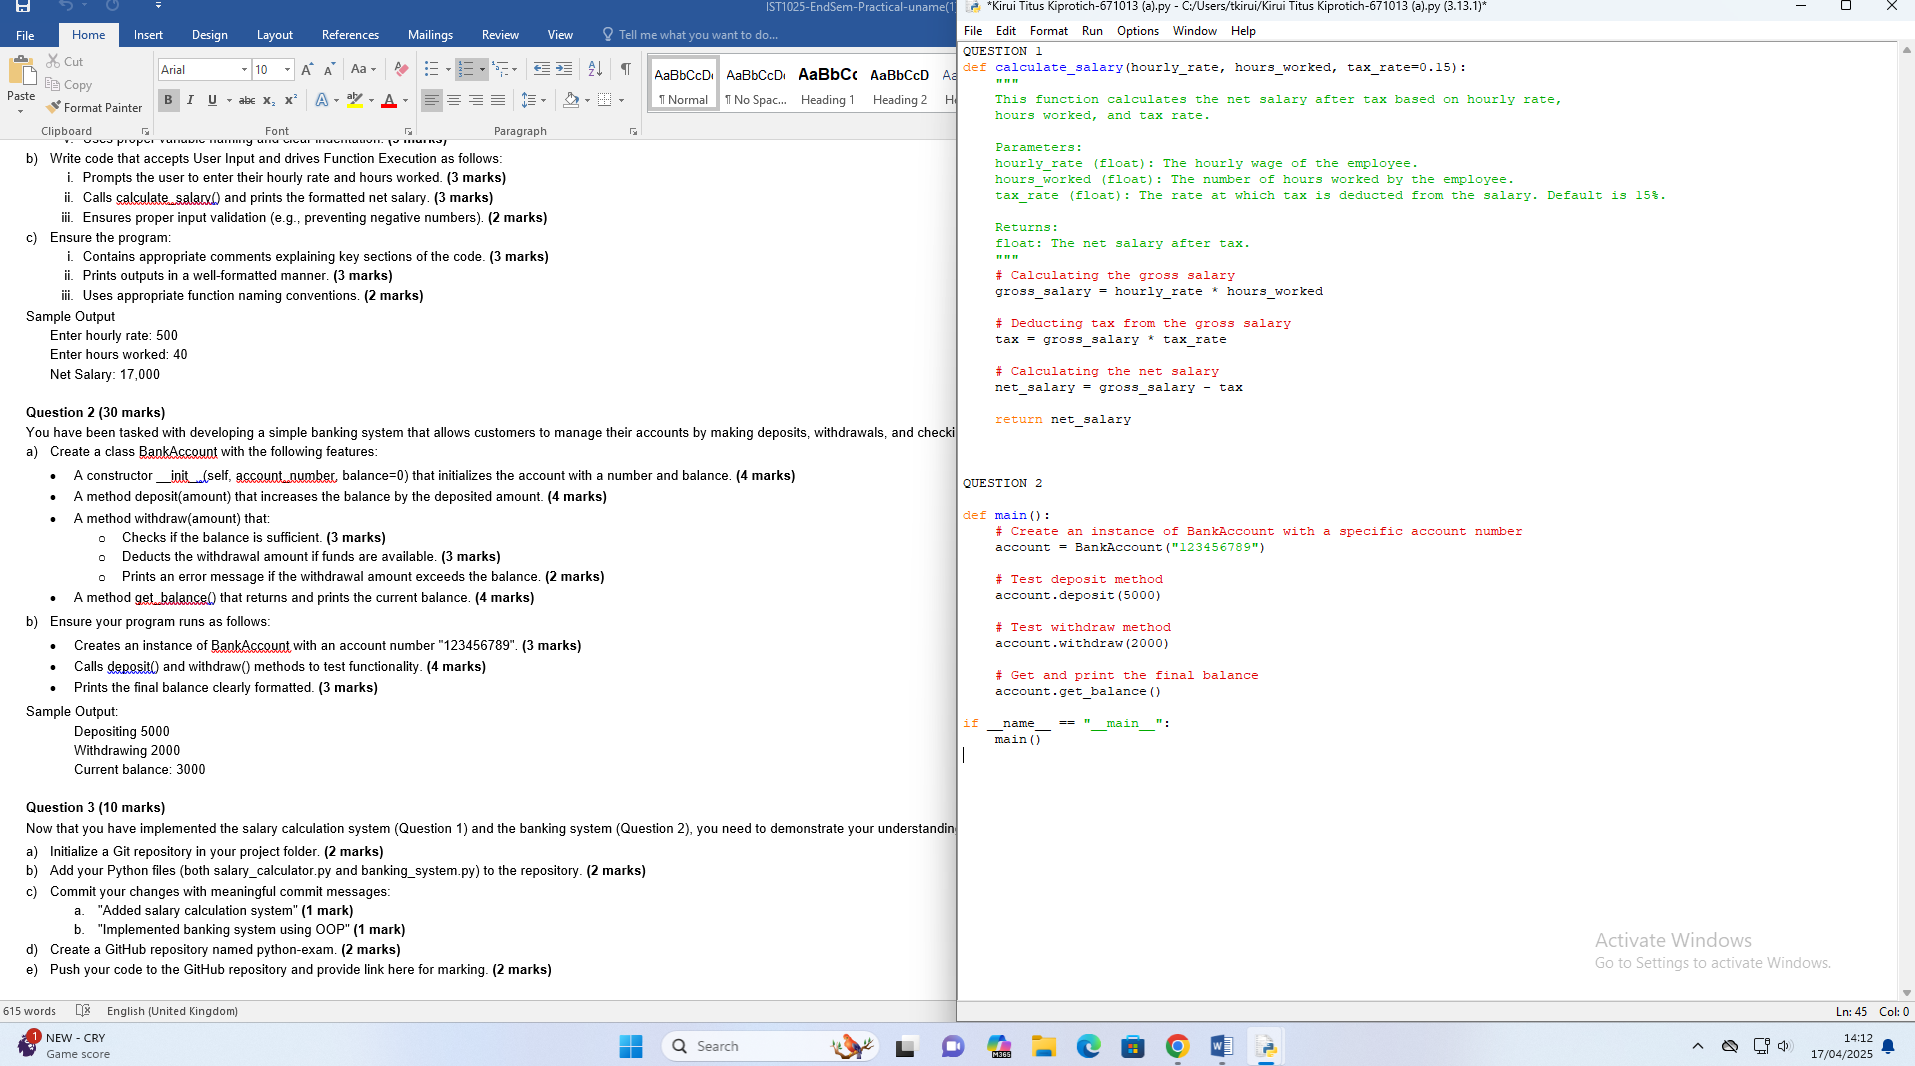 IST1025-EndSem-Practical-uname(1
File Home Insert Design Layout References Mailings Review View Tell me what you want to do...
Paste
Cut
Copy
Format Painter
Clipboard
Arial 10
B I U abc
Font
Paragraph
AaBbCcDc ¶ Normal
AaBbCcDc ¶ No Spac...
AaBbCc Heading 1
AaBbCcD Heading 2
v. Uses proper variable naming and clear indentation. (3 marks)
b) Write code that accepts User Input and drives Function Execution as follows:
i. Prompts the user to enter their hourly rate and hours worked. (3 marks)
ii. Calls calculate_salary() and prints the formatted net salary. (3 marks)
iii. Ensures proper input validation (e.g., preventing negative numbers). (2 marks)
c) Ensure the program:
i. Contains appropriate comments explaining key sections of the code. (3 marks)
ii. Prints outputs in a well-formatted manner. (3 marks)
iii. Uses appropriate function naming conventions. (2 marks)
Sample Output
Enter hourly rate: 500
Enter hours worked: 40
Net Salary: 17,000
Question 2 (30 marks)
You have been tasked with developing a simple banking system that allows customers to manage their accounts by making deposits, withdrawals, and checki
a) Create a class BankAccount with the following features:
• A constructor __init__(self, account_number, balance=0) that initializes the account with a number and balance. (4 marks)
• A method deposit(amount) that increases the balance by the deposited amount. (4 marks)
• A method withdraw(amount) that:
o Checks if the balance is sufficient. (3 marks)
o Deducts the withdrawal amount if funds are available. (3 marks)
o Prints an error message if the withdrawal amount exceeds the balance. (2 marks)
• A method get_balance() that returns and prints the current balance. (4 marks)
b) Ensure your program runs as follows:
• Creates an instance of BankAccount with an account number "123456789". (3 marks)
• Calls deposit() and withdraw() methods to test functionality. (4 marks)
• Prints the final balance clearly formatted. (3 marks)
Sample Output:
Depositing 5000
Withdrawing 2000
Current balance: 3000
Question 3 (10 marks)
Now that you have implemented the salary calculation system (Question 1) and the banking system (Question 2), you need to demonstrate your understanding
a) Initialize a Git repository in your project folder. (2 marks)
b) Add your Python files (both salary_calculator.py and banking_system.py) to the repository. (2 marks)
c) Commit your changes with meaningful commit messages:
a. "Added salary calculation system" (1 mark)
b. "Implemented banking system using OOP" (1 mark)
d) Create a GitHub repository named python-exam. (2 marks)
e) Push your code to the GitHub repository and provide link here for marking. (2 marks)
615 words English (United Kingdom)
*Kirui Titus Kiprotich-671013 (a).py - C:/Users/tkirui/Kirui Titus Kiprotich-671013 (a).py (3.13.1)*
File Edit Format Run Options Window Help
QUESTION 1
def calculate_salary(hourly_rate, hours_worked, tax_rate=0.15):
"""
This function calculates the net salary after tax based on hourly rate,
hours worked, and tax rate.
Parameters:
hourly_rate (float): The hourly wage of the employee.
hours_worked (float): The number of hours worked by the employee.
tax_rate (float): The rate at which tax is deducted from the salary. Default is 15%.
Returns:
float: The net salary after tax.
"""
# Calculating the gross salary
gross_salary = hourly_rate * hours_worked
# Deducting tax from the gross salary
tax = gross_salary * tax_rate
# Calculating the net salary
net_salary = gross_salary - tax
return net_salary
QUESTION 2
def main():
# Create an instance of BankAccount with a specific account number
account = BankAccount("123456789")
# Test deposit method
account.deposit(5000)
# Test withdraw method
account.withdraw(2000)
# Get and print the final balance
account.get_balance()
if __name__ == "__main__":
main()
Activate Windows
Go to Settings to activate Windows.
Ln: 45 Col: 0
1
NEW - CRY
Game score
Search
M365
14:12
17/04/2025